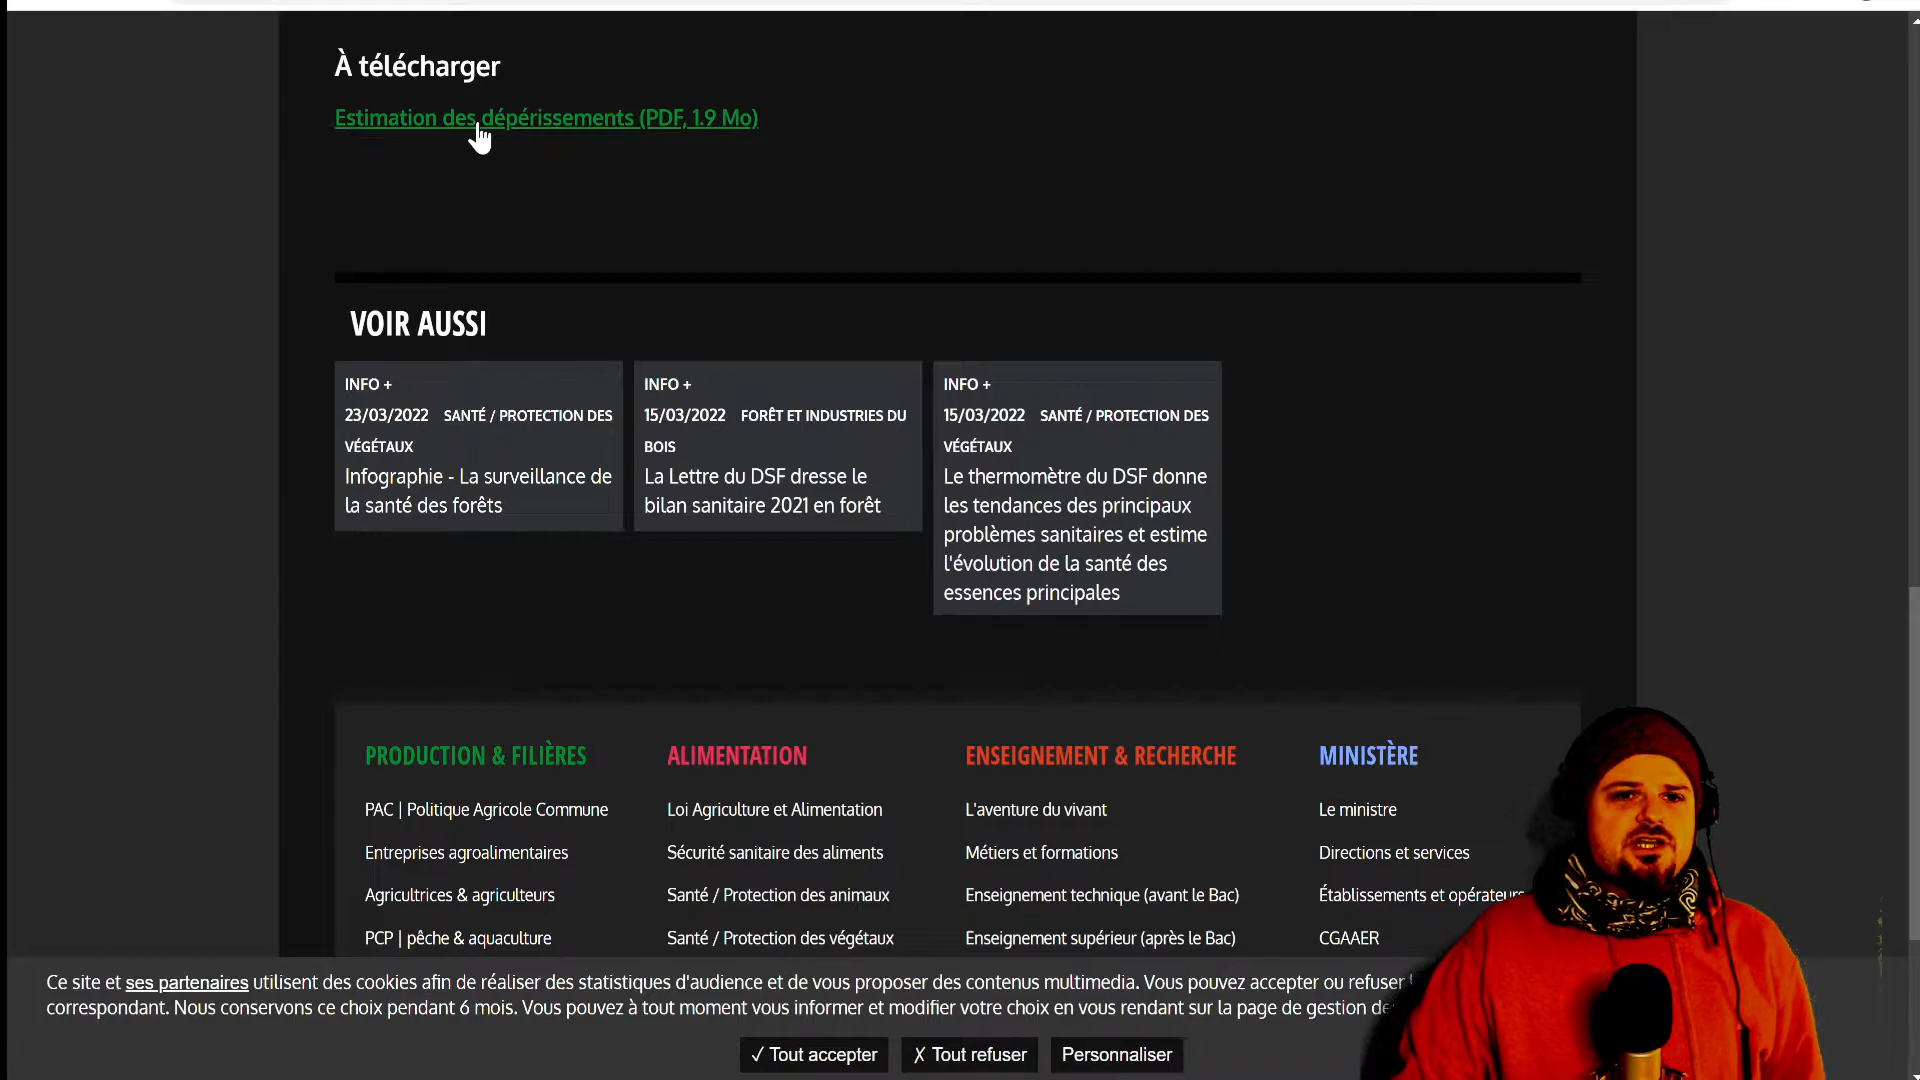 À télécharger
Estimation des dépérissements (PDF, 1.9 Mo)
VOIR AUSSI
INFO +
23/03/2022 SANTÉ / PROTECTION DES
VÉGÉTAUX
Infographie - La surveillance de
la santé des forêts
INFO +
15/03/2022 FORÊT ET INDUSTRIES DU
BOIS
La Lettre du DSF dresse le
bilan sanitaire 2021 en forêt
INFO +
15/03/2022 SANTÉ / PROTECTION DES
VÉGÉTAUX
Le thermomètre du DSF donne
les tendances des principaux
problèmes sanitaires et estime
l'évolution de la santé des
essences principales
PRODUCTION & FILIÈRES
PAC | Politique Agricole Commune
Entreprises agroalimentaires
Agricultrices & agriculteurs
PCP | pêche & aquaculture
ALIMENTATION
Loi Agriculture et Alimentation
Sécurité sanitaire des aliments
Santé / Protection des animaux
Santé / Protection des végétaux
ENSEIGNEMENT & RECHERCHE
L'aventure du vivant
Métiers et formations
Enseignement technique (avant le Bac)
Enseignement supérieur (après le Bac)
MINISTÈRE
Le ministre
Directions et services
Établissements et opérateurs
CGAAER
Ce site et ses partenaires utilisent des cookies afin de réaliser des statistiques d'audience et de vous proposer des contenus multimedia. Vous pouvez accepter ou refuser
correspondant. Nous conservons ce choix pendant 6 mois. Vous pouvez à tout moment vous informer et modifier votre choix en vous rendant sur la page de gestion de
✓ Tout accepter
✗ Tout refuser
Personnaliser